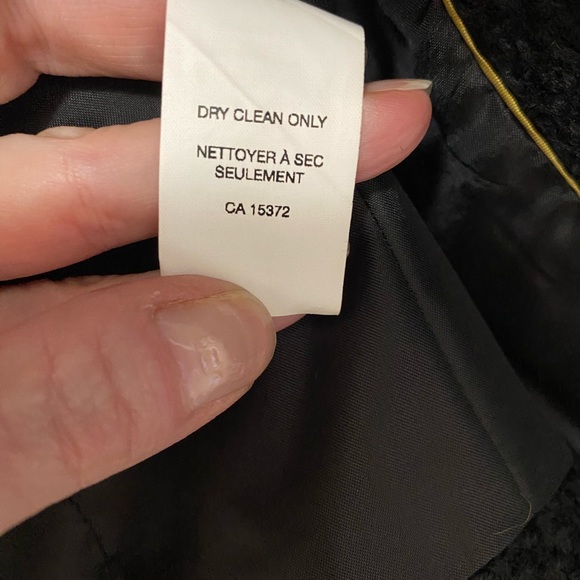 DRY CLEAN ONLY
NETTOYER À SEC
SEULEMENT
CA 15372